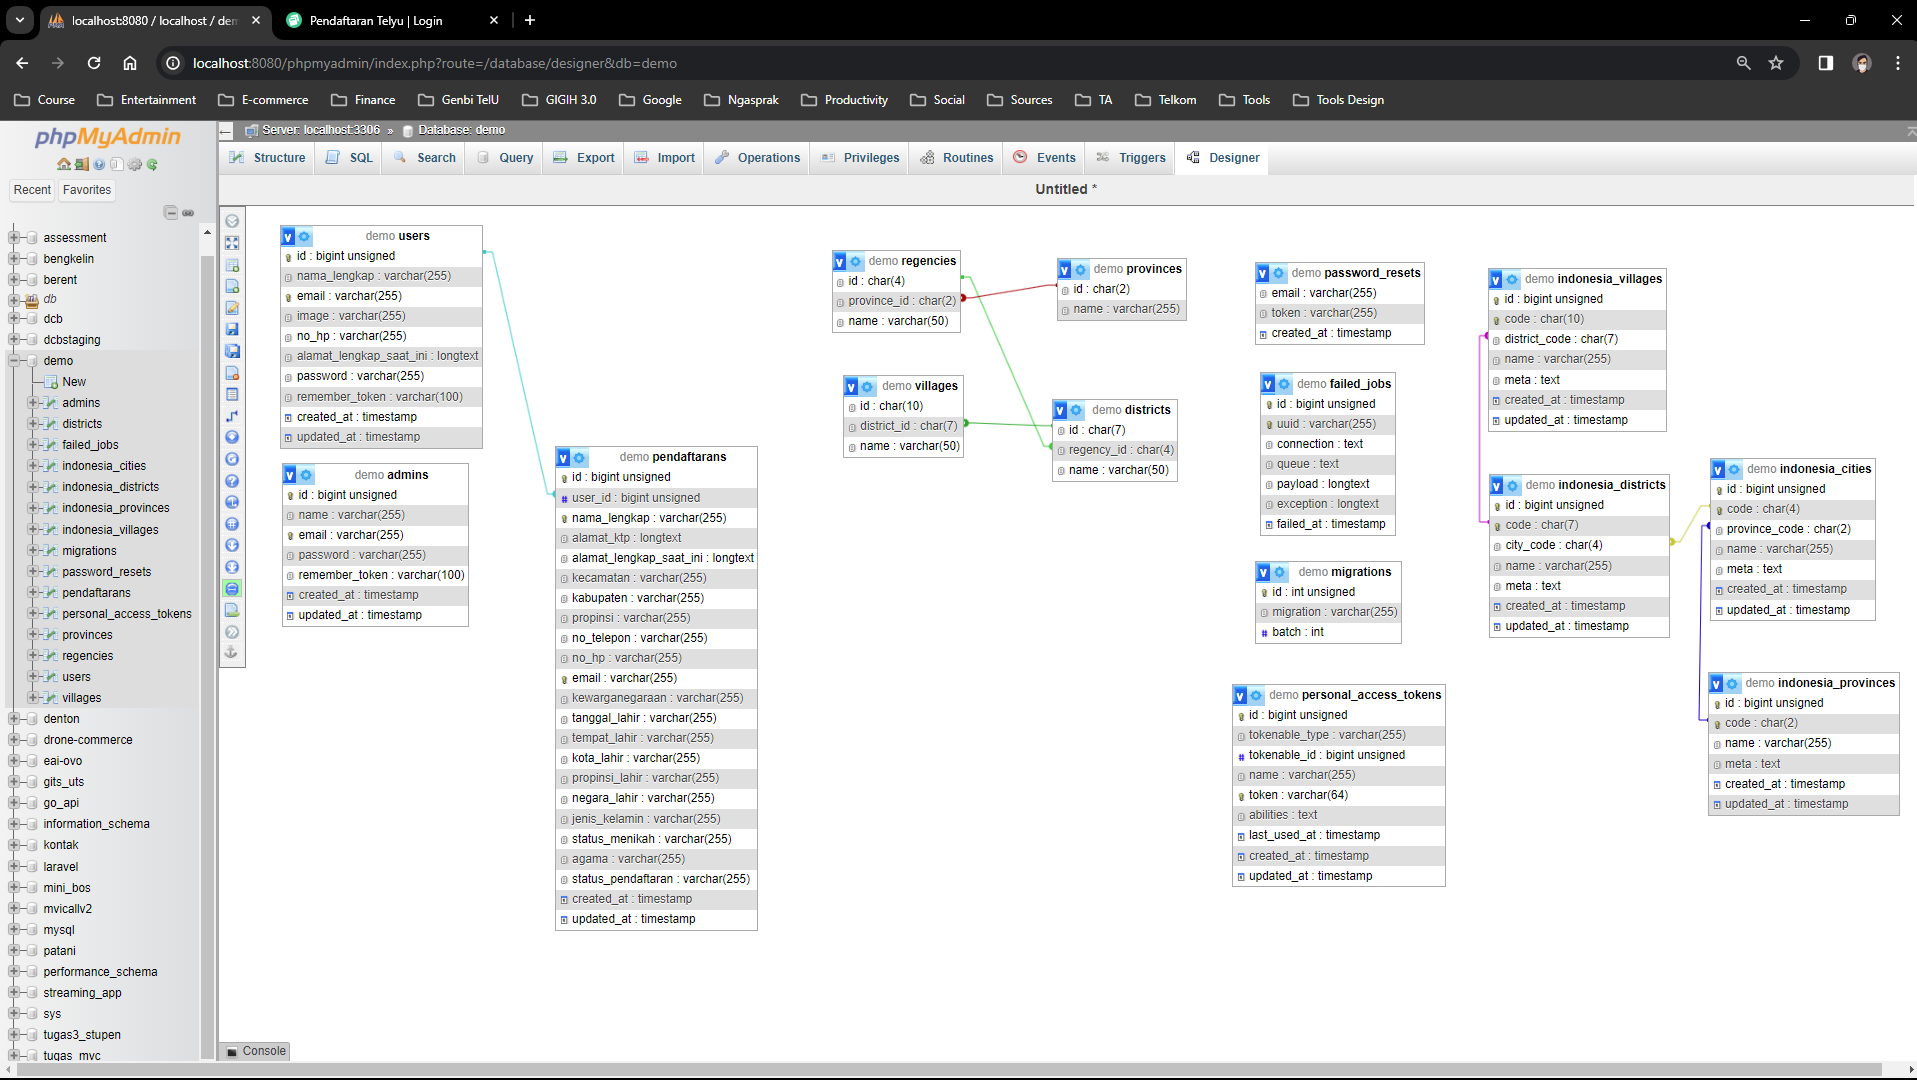 localhost:8080 / localhost / dem
Pendaftaran Telyu | Login
localhost:8080/phpmyadmin/index.php?route=/database/designer&db=demo
Course Entertainment E-commerce Finance Genbi TelU GIGIH 3.0 Google Ngasprak Productivity Social Sources TA Telkom Tools Tools Design
phpMyAdmin
Recent Favorites
assessment
bengkelin
berent
db
dcb
dcbstaging
demo
New
admins
districts
failed_jobs
indonesia_cities
indonesia_districts
indonesia_provinces
indonesia_villages
migrations
password_resets
pendaftarans
personal_access_tokens
provinces
regencies
users
villages
denton
drone-commerce
eai-ovo
gits_uts
go_api
information_schema
kontak
laravel
mini_bos
mvicallv2
mysql
patani
performance_schema
streaming_app
sys
tugas3_stupen
tugas_mvc
Server: localhost:3306 » Database: demo
Structure SQL Search Query Export Import Operations Privileges Routines Events Triggers Designer
Untitled *
demo users
id : bigint unsigned
nama_lengkap : varchar(255)
email : varchar(255)
image : varchar(255)
no_hp : varchar(255)
alamat_lengkap_saat_ini : longtext
password : varchar(255)
remember_token : varchar(100)
created_at : timestamp
updated_at : timestamp
demo admins
id : bigint unsigned
name : varchar(255)
email : varchar(255)
password : varchar(255)
remember_token : varchar(100)
created_at : timestamp
updated_at : timestamp
demo pendaftarans
id : bigint unsigned
user_id : bigint unsigned
nama_lengkap : varchar(255)
alamat_ktp : longtext
alamat_lengkap_saat_ini : longtext
kecamatan : varchar(255)
kabupaten : varchar(255)
propinsi : varchar(255)
no_telepon : varchar(255)
no_hp : varchar(255)
email : varchar(255)
kewarganegaraan : varchar(255)
tanggal_lahir : varchar(255)
tempat_lahir : varchar(255)
kota_lahir : varchar(255)
propinsi_lahir : varchar(255)
negara_lahir : varchar(255)
jenis_kelamin : varchar(255)
status_menikah : varchar(255)
agama : varchar(255)
status_pendaftaran : varchar(255)
created_at : timestamp
updated_at : timestamp
demo regencies
id : char(4)
province_id : char(2)
name : varchar(50)
demo villages
id : char(10)
district_id : char(7)
name : varchar(50)
demo provinces
id : char(2)
name : varchar(255)
demo districts
id : char(7)
regency_id : char(4)
name : varchar(50)
demo password_resets
email : varchar(255)
token : varchar(255)
created_at : timestamp
demo failed_jobs
id : bigint unsigned
uuid : varchar(255)
connection : text
queue : text
payload : longtext
exception : longtext
failed_at : timestamp
demo migrations
id : int unsigned
migration : varchar(255)
batch : int
demo personal_access_tokens
id : bigint unsigned
tokenable_type : varchar(255)
tokenable_id : bigint unsigned
name : varchar(255)
token : varchar(64)
abilities : text
last_used_at : timestamp
created_at : timestamp
updated_at : timestamp
demo indonesia_villages
id : bigint unsigned
code : char(10)
district_code : char(7)
name : varchar(255)
meta : text
created_at : timestamp
updated_at : timestamp
demo indonesia_districts
id : bigint unsigned
code : char(7)
city_code : char(4)
name : varchar(255)
meta : text
created_at : timestamp
updated_at : timestamp
demo indonesia_cities
id : bigint unsigned
code : char(4)
province_code : char(2)
name : varchar(255)
meta : text
created_at : timestamp
updated_at : timestamp
demo indonesia_provinces
id : bigint unsigned
code : char(2)
name : varchar(255)
meta : text
created_at : timestamp
updated_at : timestamp
Console